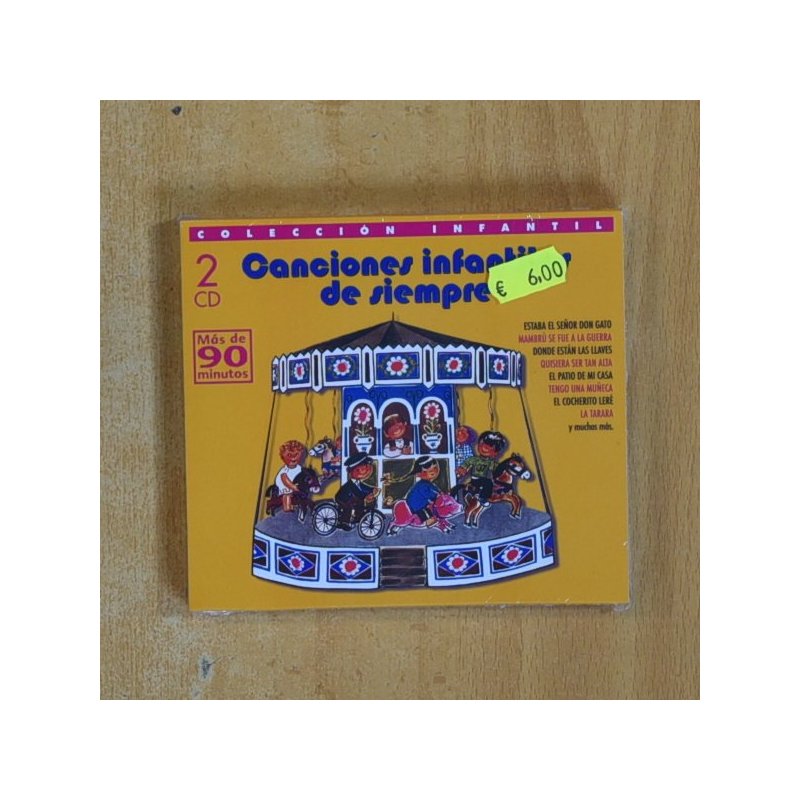 COLECCIÓN INFANTIL
2
CD
Canciones
de siempre
€ 6,00
Más de
90
minutos
ESTABA EL SEÑOR DON GATO
MAMBRÚ SE FUE A LA GUERRA
DONDE ESTÁN LAS LLAVES
QUISIERA SER TAN ALTA
EL PATIO DE MI CASA
TENGO UNA MUÑECA
EL COCHERITO LERÉ
LA TARARA
y muchas más.